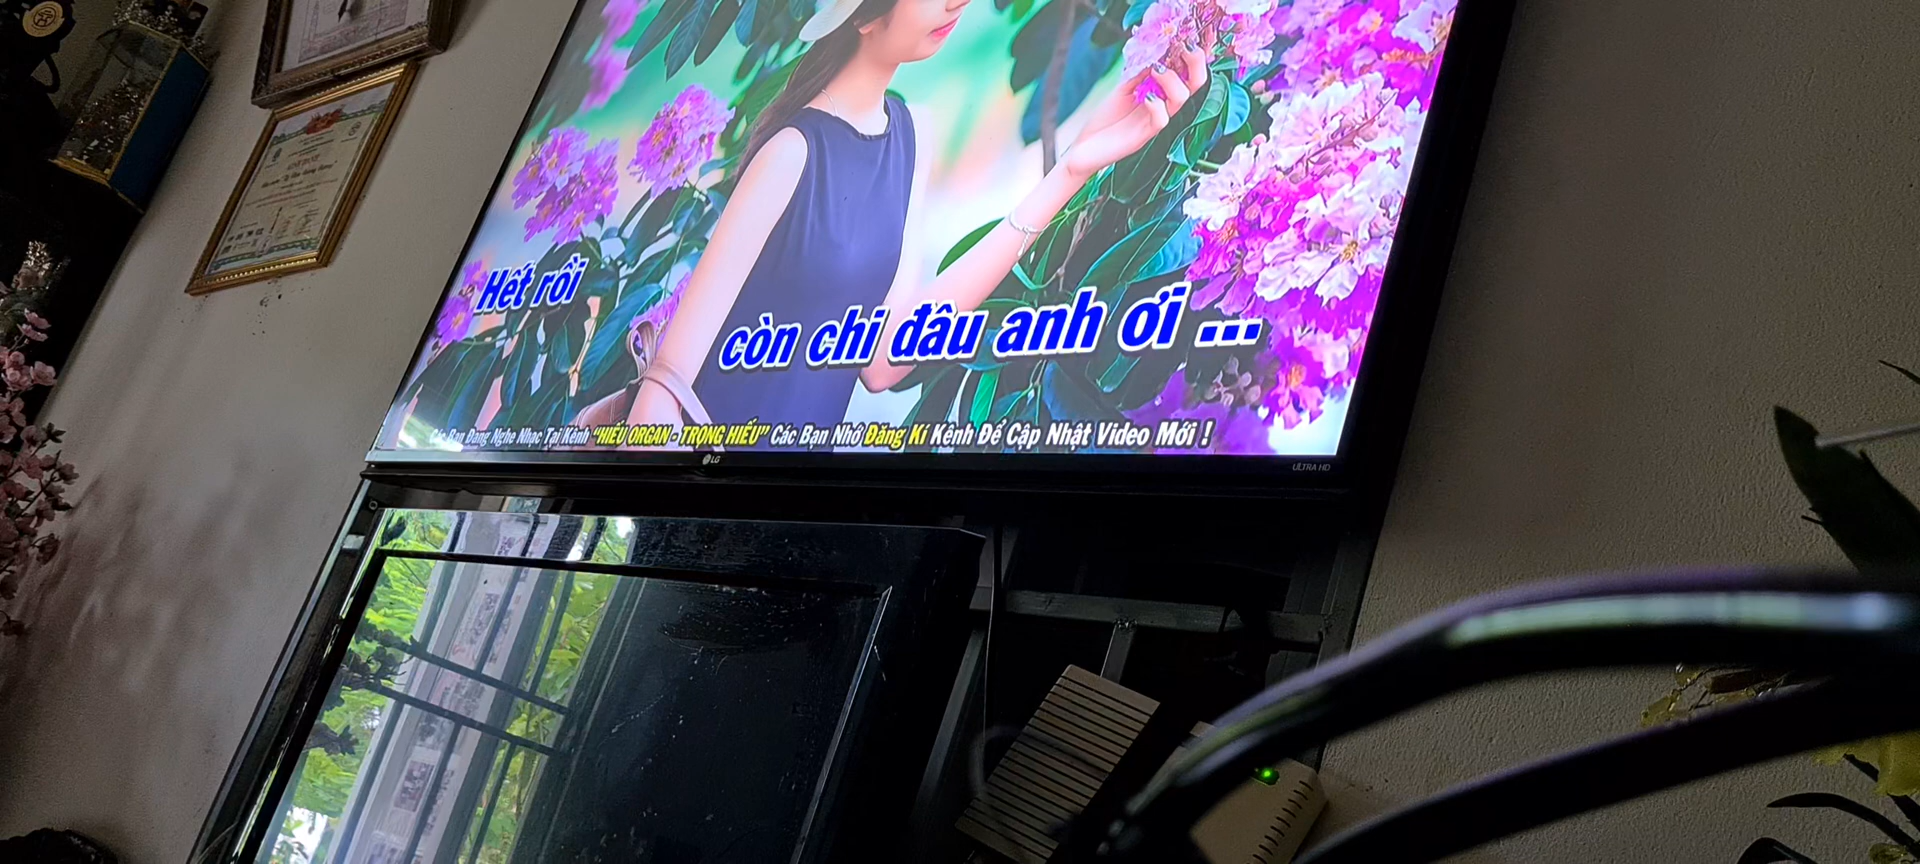 Hết rồi
còn chi đâu anh ơi ...
Các Bạn Đang Nghe Nhạc Tại Kênh "HIẾU ORGAN - TRỌNG HIẾU" Các Bạn Nhớ Đăng Kí Kênh Để Cập Nhật Video Mới !
LG
ULTRA HD